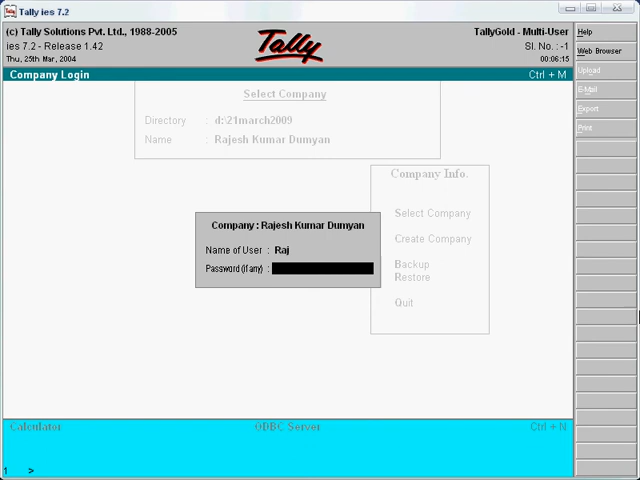 Tally ies 7.2
(c) Tally Solutions Pvt. Ltd., 1988-2005
ies 7.2 - Release 1.42
Thu, 25th Mar, 2004
Tally
TallyGold - Multi-User
Sl. No.: -1
00:06:15
Help
Web Browser
Upload
E-Mail
Export
Print
Company Login
Ctrl + M
Select Company
Directory : d:\21march2009
Name : Rajesh Kumar Dumyan
Company Info.
Select Company
Create Company
Backup
Restore
Quit
Company : Rajesh Kumar Dumyan
Name of User : Raj
Password (if any) :
Calculator
ODBC Server
Ctrl + N
1 >